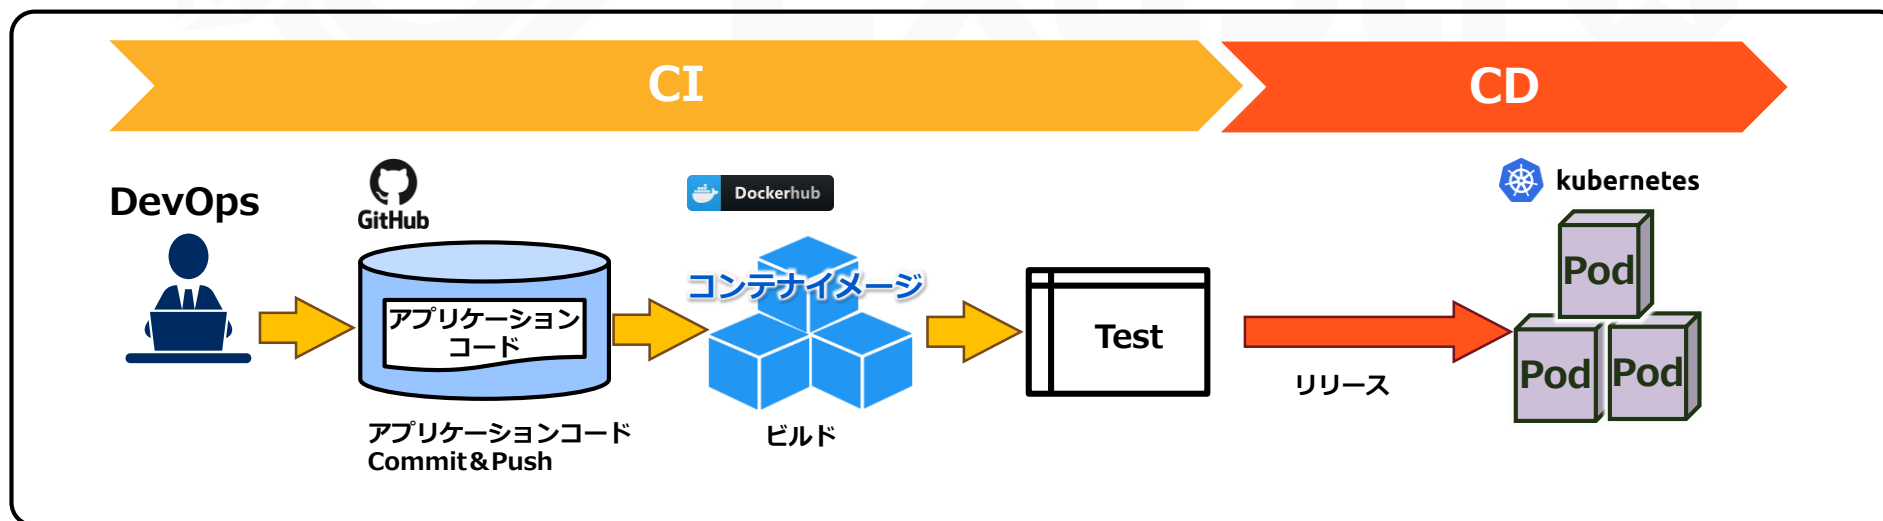 CI
CD
DevOps
GitHub
Dockerhub
kubernetes
アプリケーション
コード
コンテナイメージ
Test
Pod
Pod
Pod
リリース
アプリケーションコード
Commit&Push
ビルド